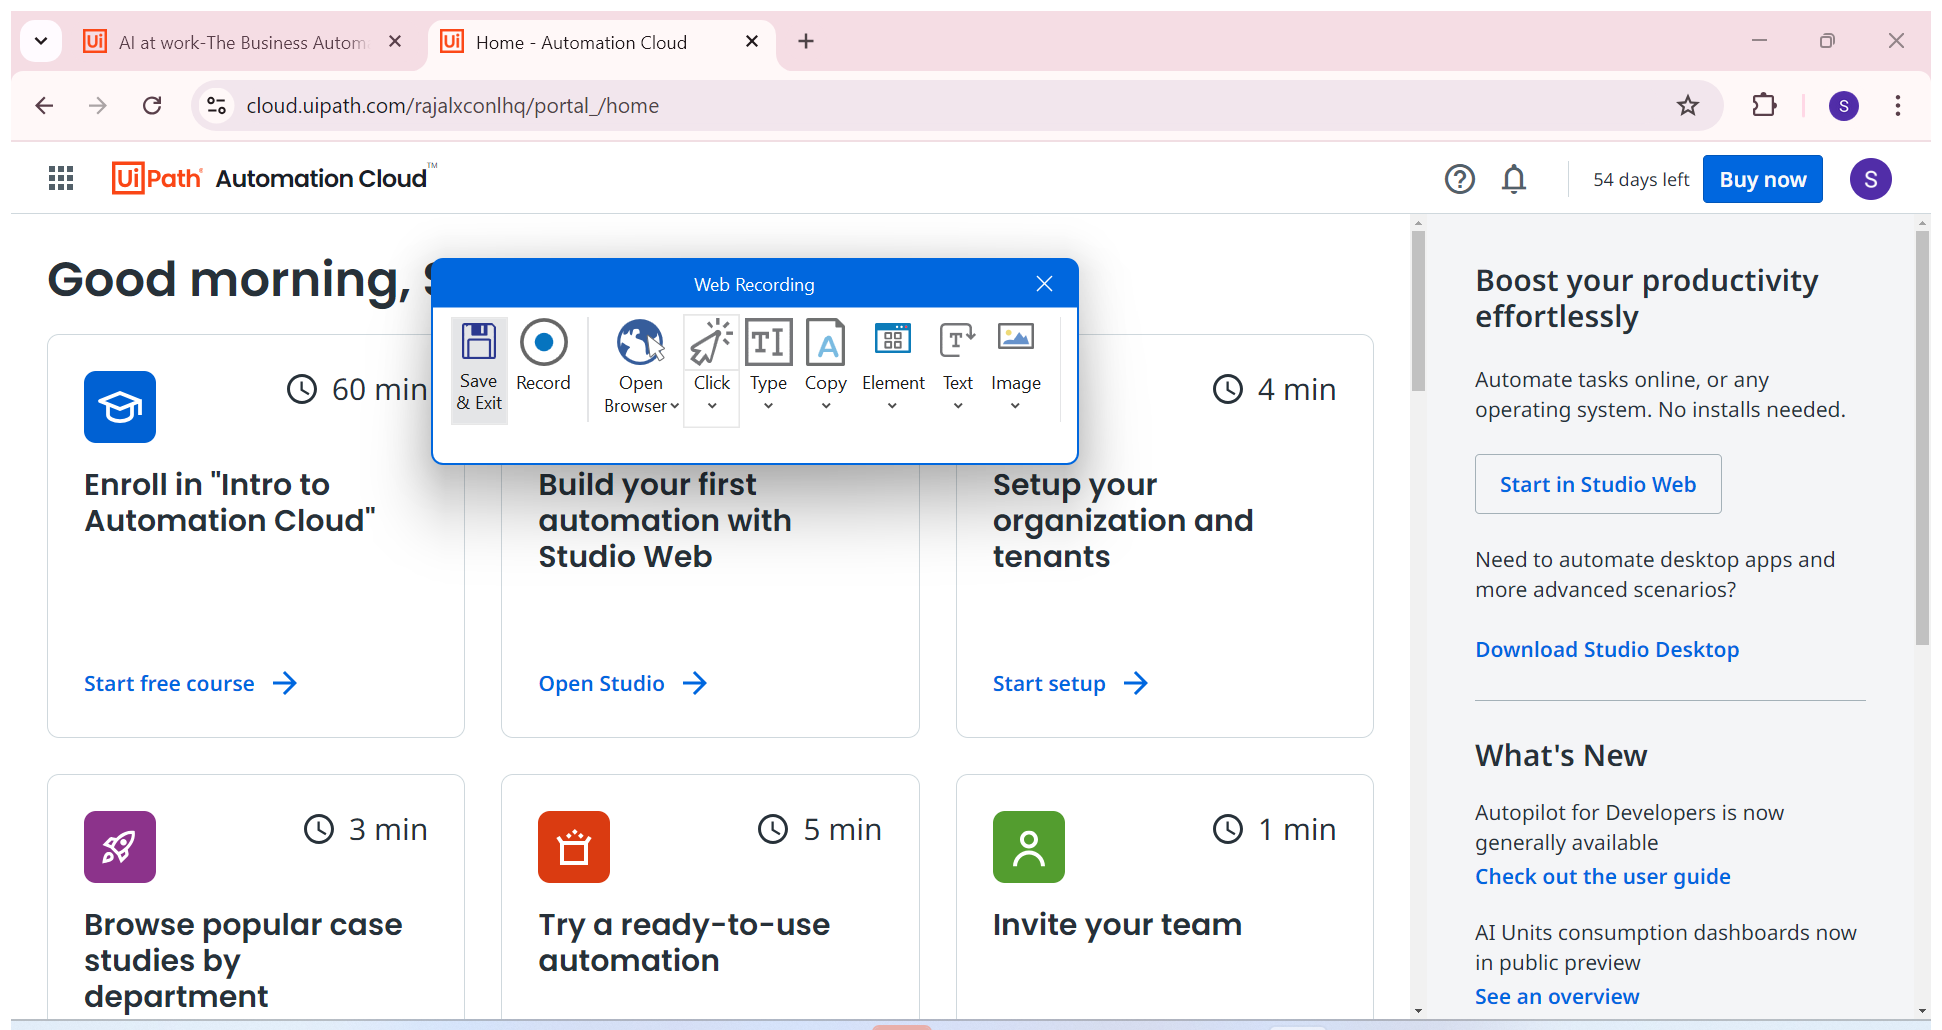 AI at work-The Business Autom
Home - Automation Cloud
cloud.uipath.com/rajalxconlhq/portal_/home
S
UiPath Automation Cloud™
54 days left
Buy now
S
Good morning, S
Web Recording
Save & Exit
Record
Open Browser
Click
Type
Copy
Element
Text
Image
60 min
Enroll in "Intro to
Automation Cloud"
Start free course
Build your first
automation with
Studio Web
Open Studio
4 min
Setup your
organization and
tenants
Start setup
3 min
Browse popular case
studies by
department
5 min
Try a ready-to-use
automation
1 min
Invite your team
Boost your productivity
effortlessly
Automate tasks online, or any
operating system. No installs needed.
Start in Studio Web
Need to automate desktop apps and
more advanced scenarios?
Download Studio Desktop
What's New
Autopilot for Developers is now
generally available
Check out the user guide
AI Units consumption dashboards now
in public preview
See an overview